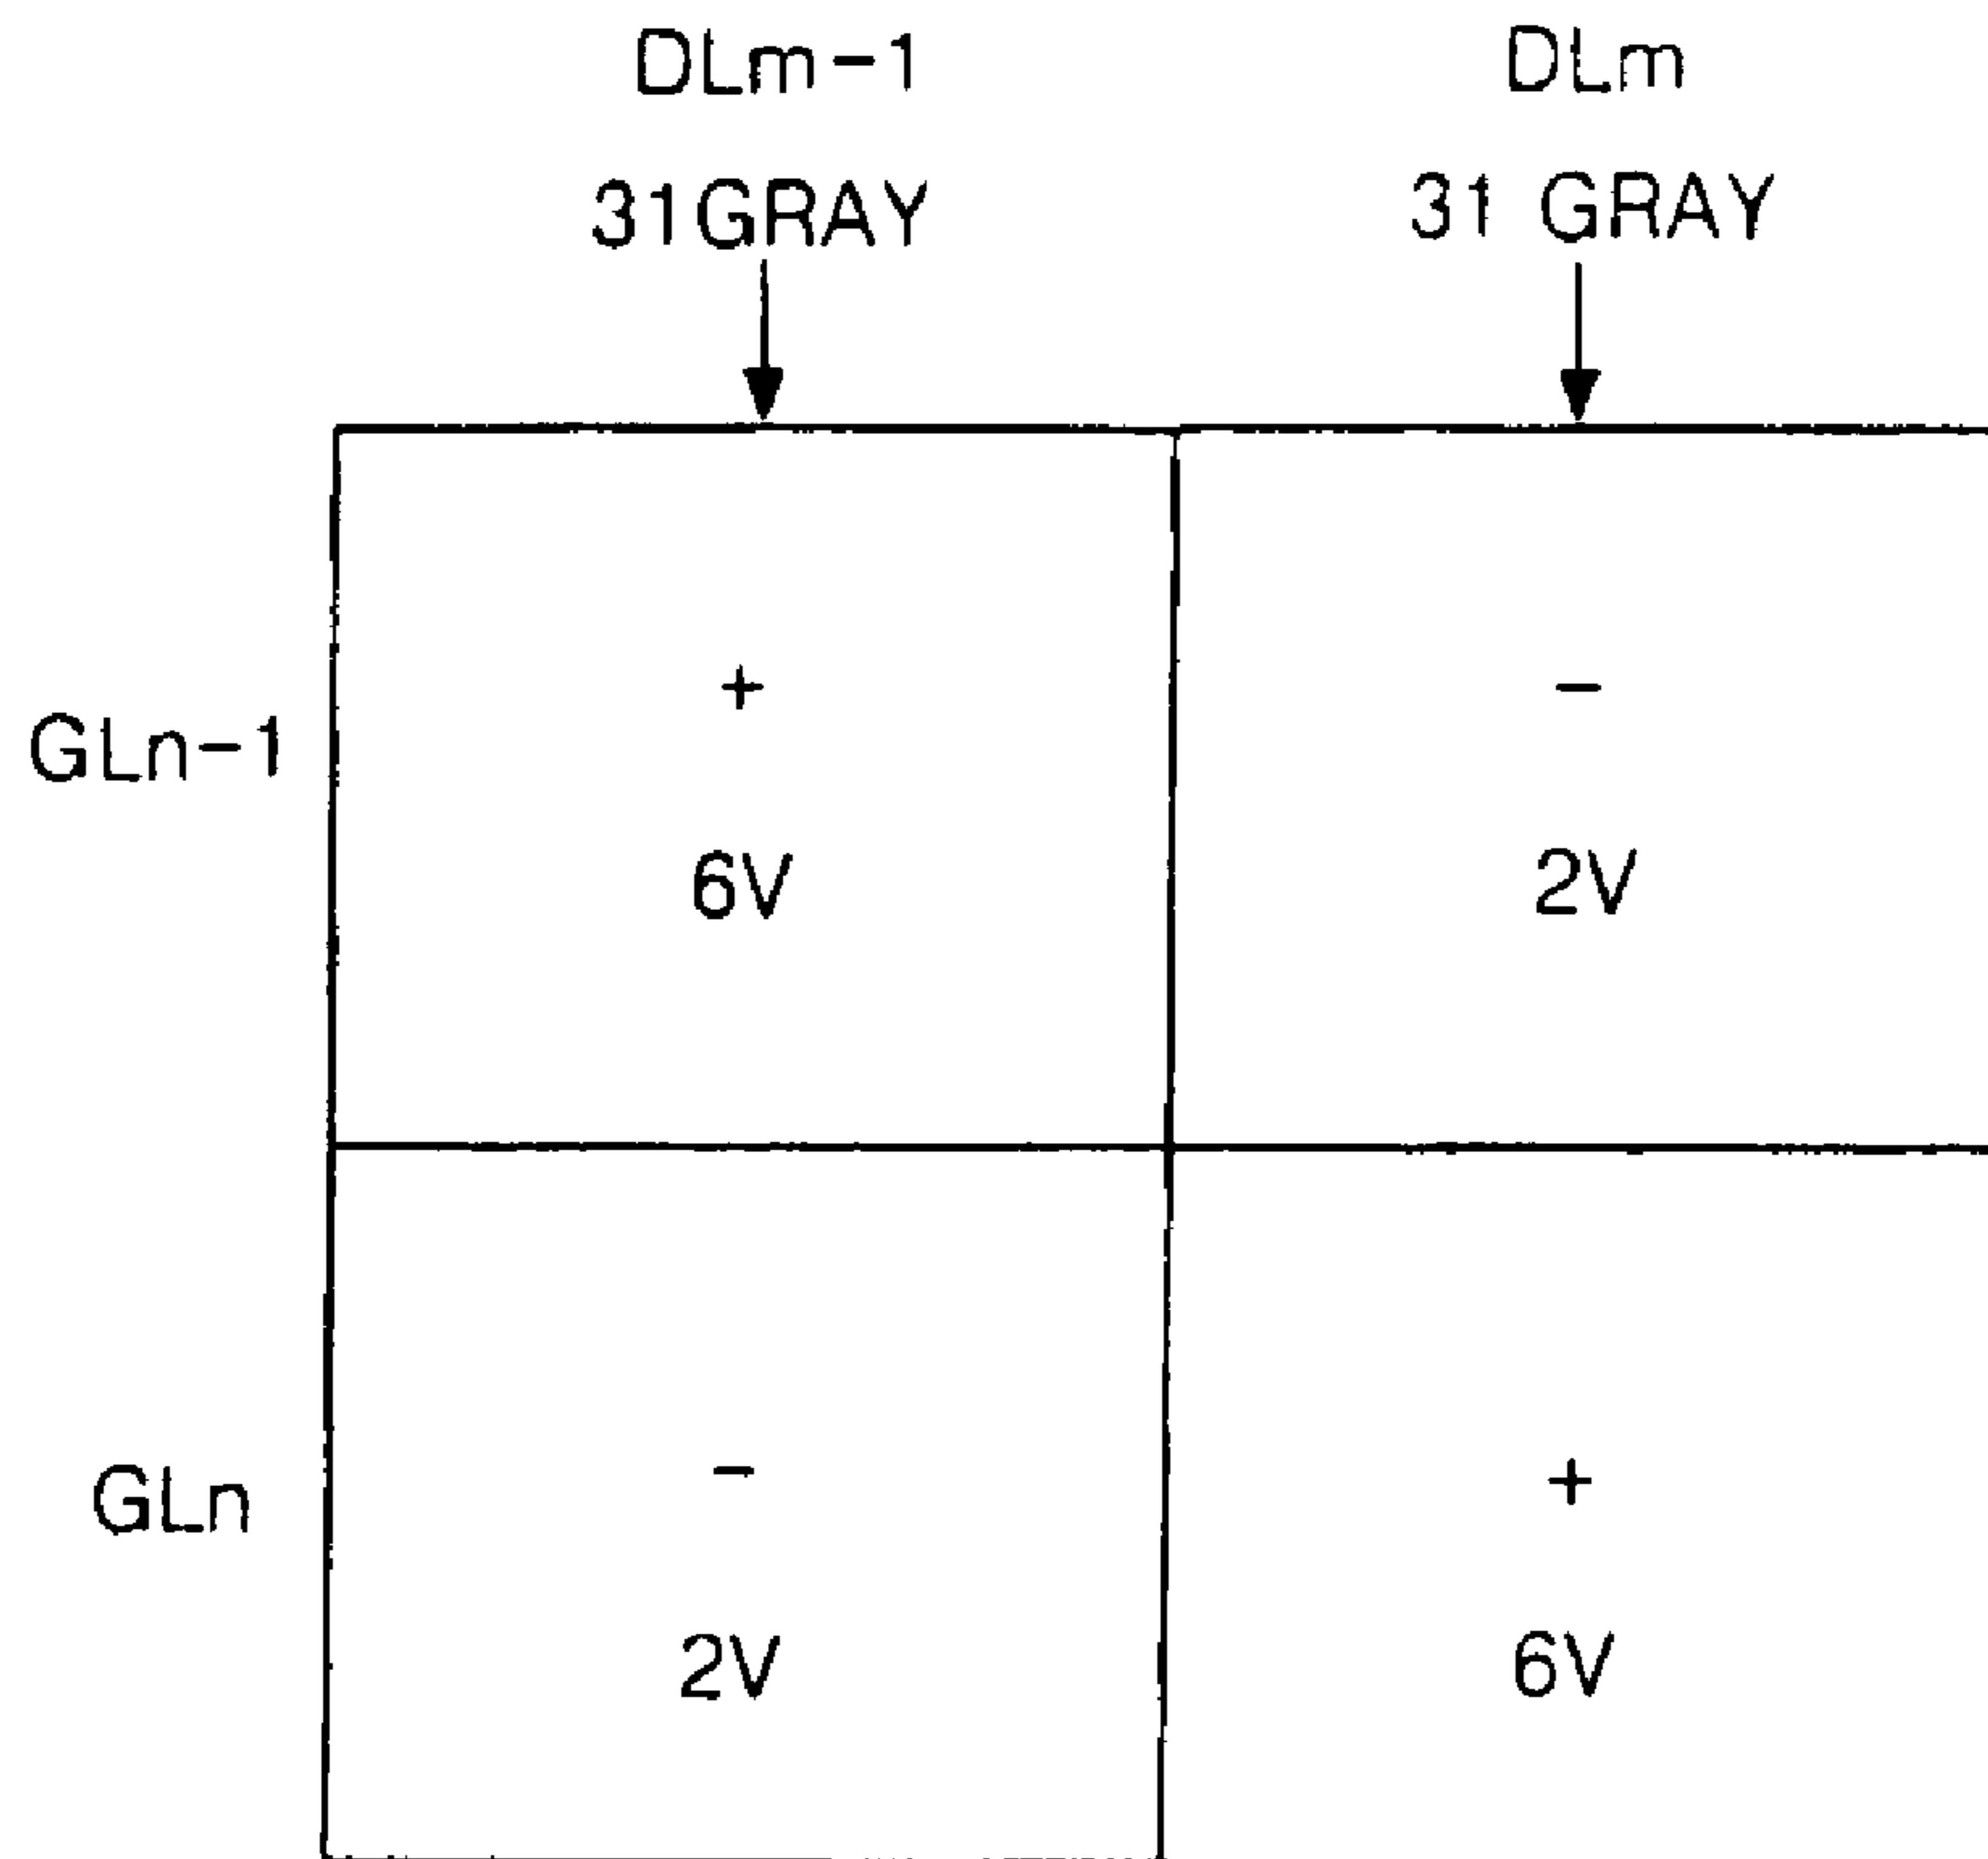 DLm-1 DLm
31GRAY 31 GRAY
+ -
GLn-1
6V 2V
- +
GLn
2V 6V